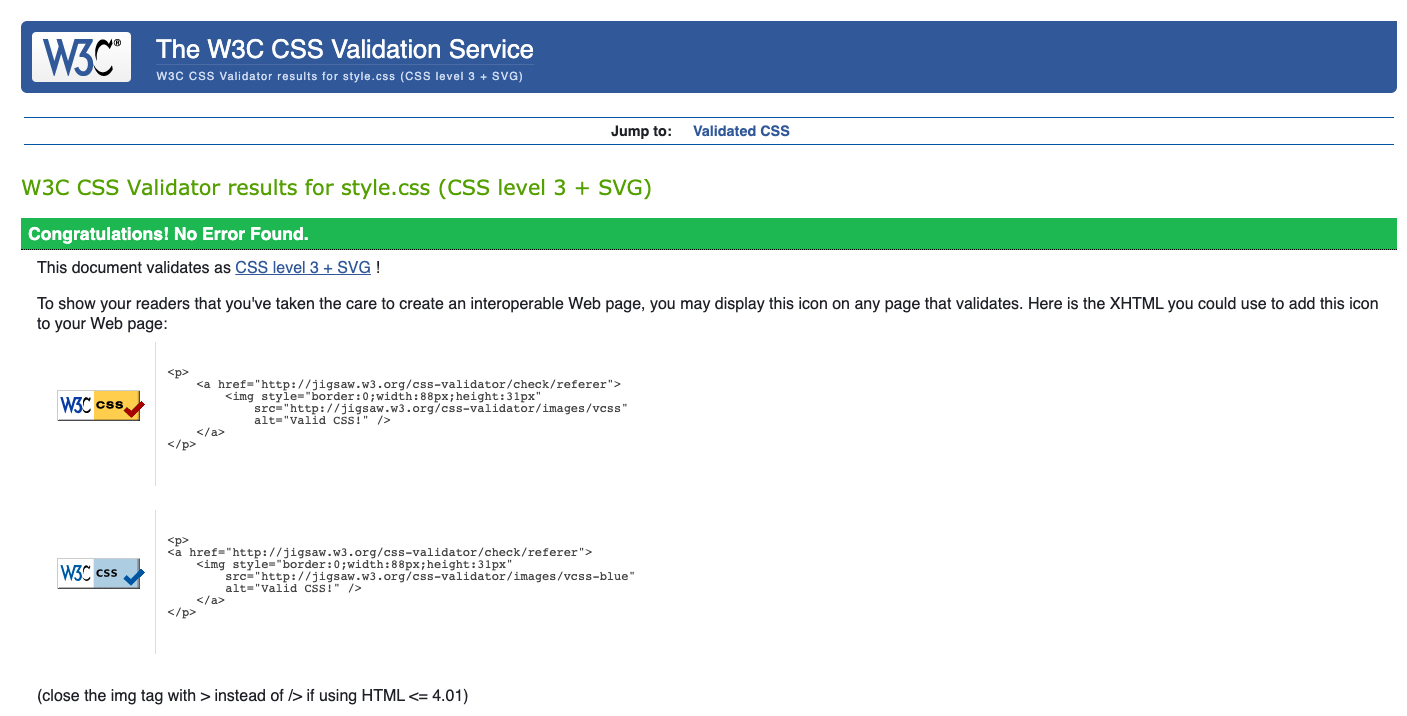 W3C®
The W3C CSS Validation Service
W3C CSS Validator results for style.css (CSS level 3 + SVG)
Jump to: Validated CSS
W3C CSS Validator results for style.css (CSS level 3 + SVG)
Congratulations! No Error Found.
This document validates as CSS level 3 + SVG !
To show your readers that you've taken the care to create an interoperable Web page, you may display this icon on any page that validates. Here is the XHTML you could use to add this icon
to your Web page:
W3C css
<p>
    <a href="http://jigsaw.w3.org/css-validator/check/referer">
        <img style="border:0;width:88px;height:31px"
            src="http://jigsaw.w3.org/css-validator/images/vcss"
            alt="Valid CSS!" />
    </a>
</p>
W3C css
<p>
<a href="http://jigsaw.w3.org/css-validator/check/referer">
    <img style="border:0;width:88px;height:31px"
        src="http://jigsaw.w3.org/css-validator/images/vcss-blue"
        alt="Valid CSS!" />
    </a>
</p>
(close the img tag with > instead of /> if using HTML <= 4.01)